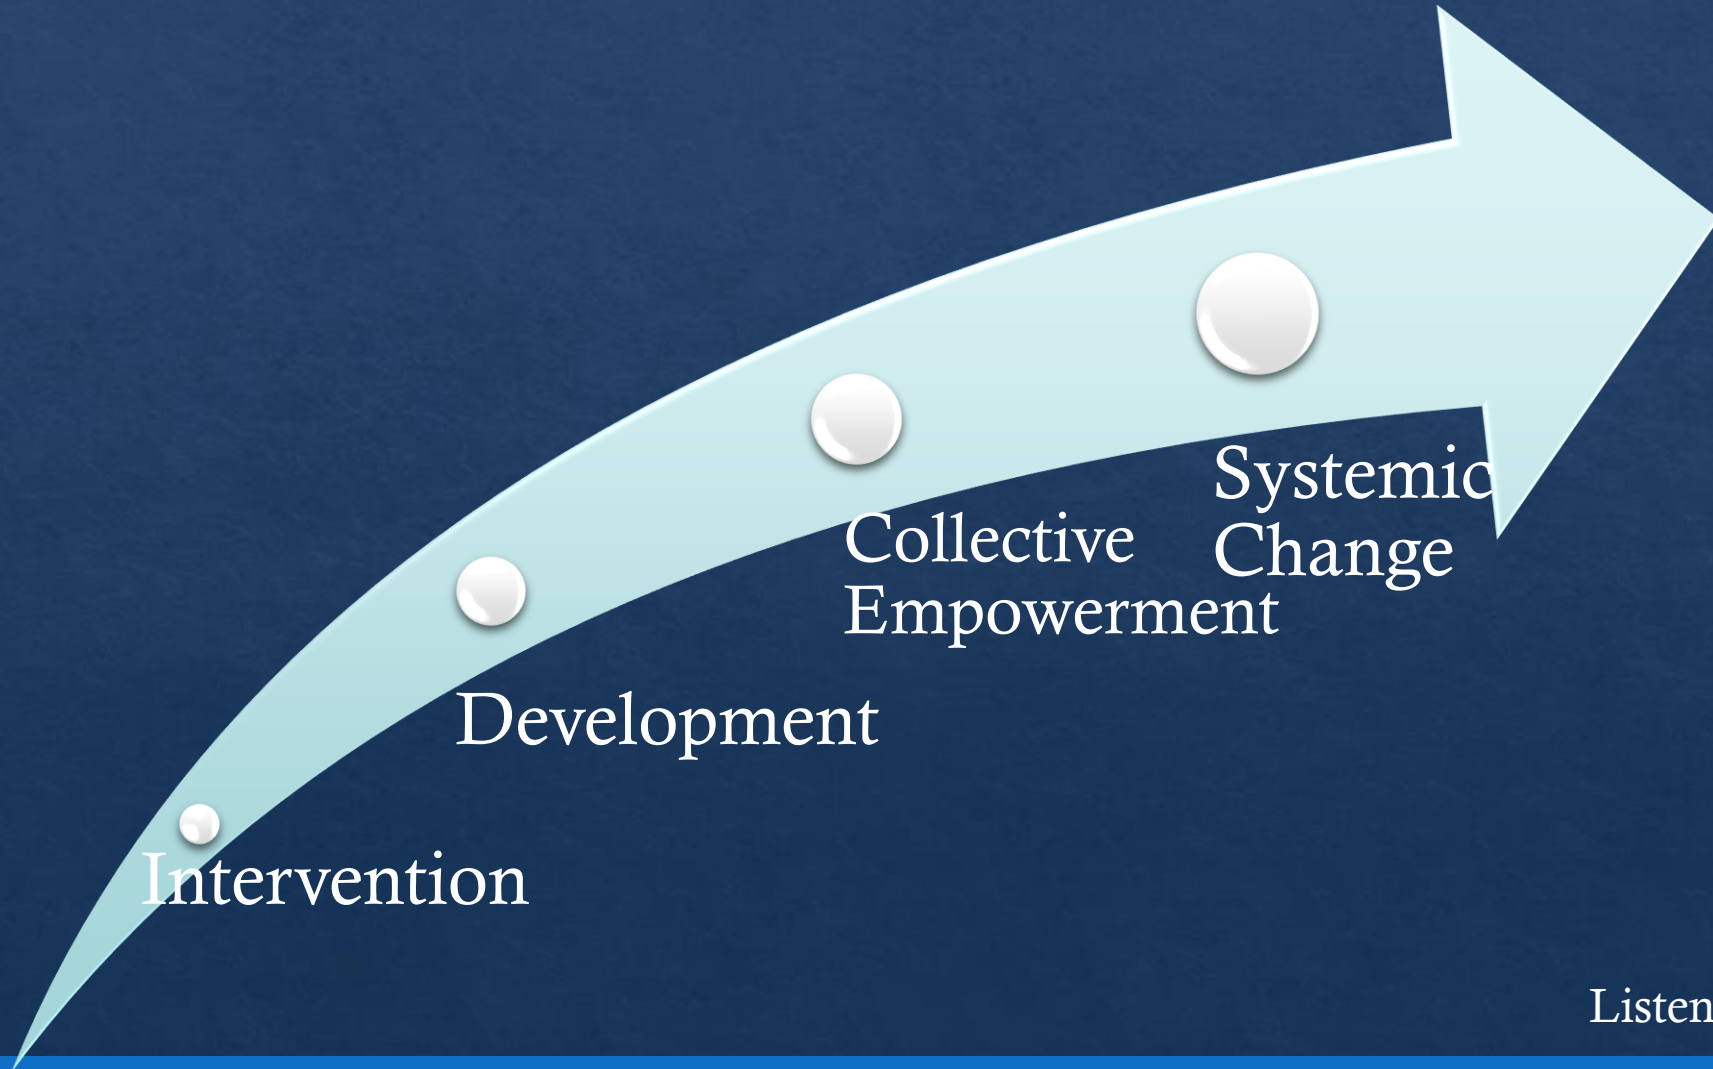 Intervention
Development
Collective
Empowerment
Systemic
Change
Listen